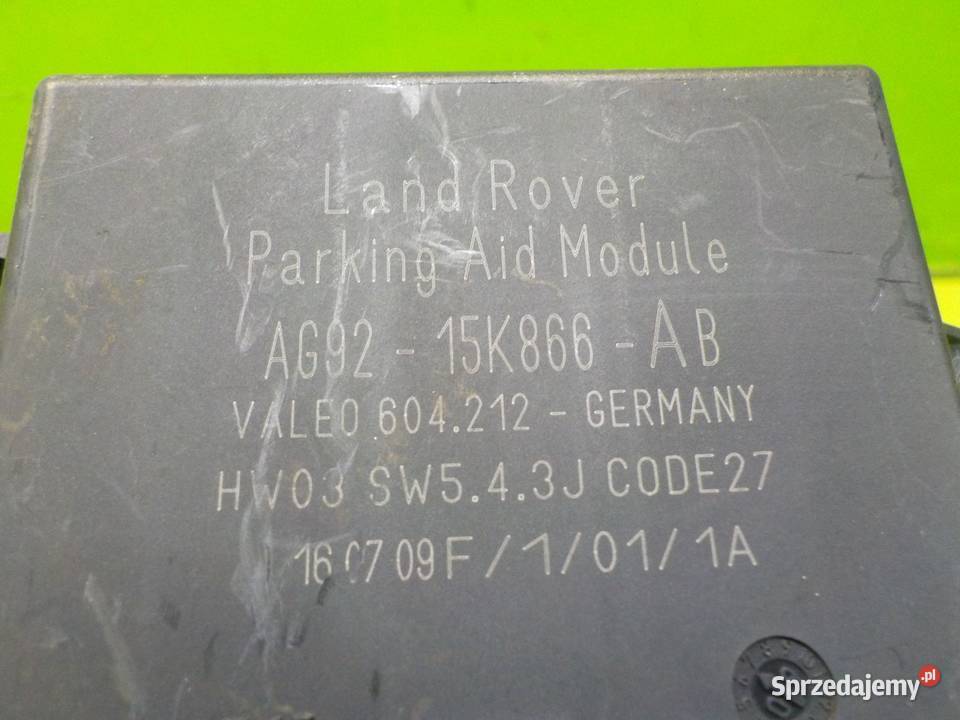 Land Rover
Parking Aid Module
AG92 - 15K866 - AB
VALEO 604.212 - GERMANY
HW03 SW5.4.3J CODE27
16 07 09F/1/01/1A
Sprzedajemy.pl